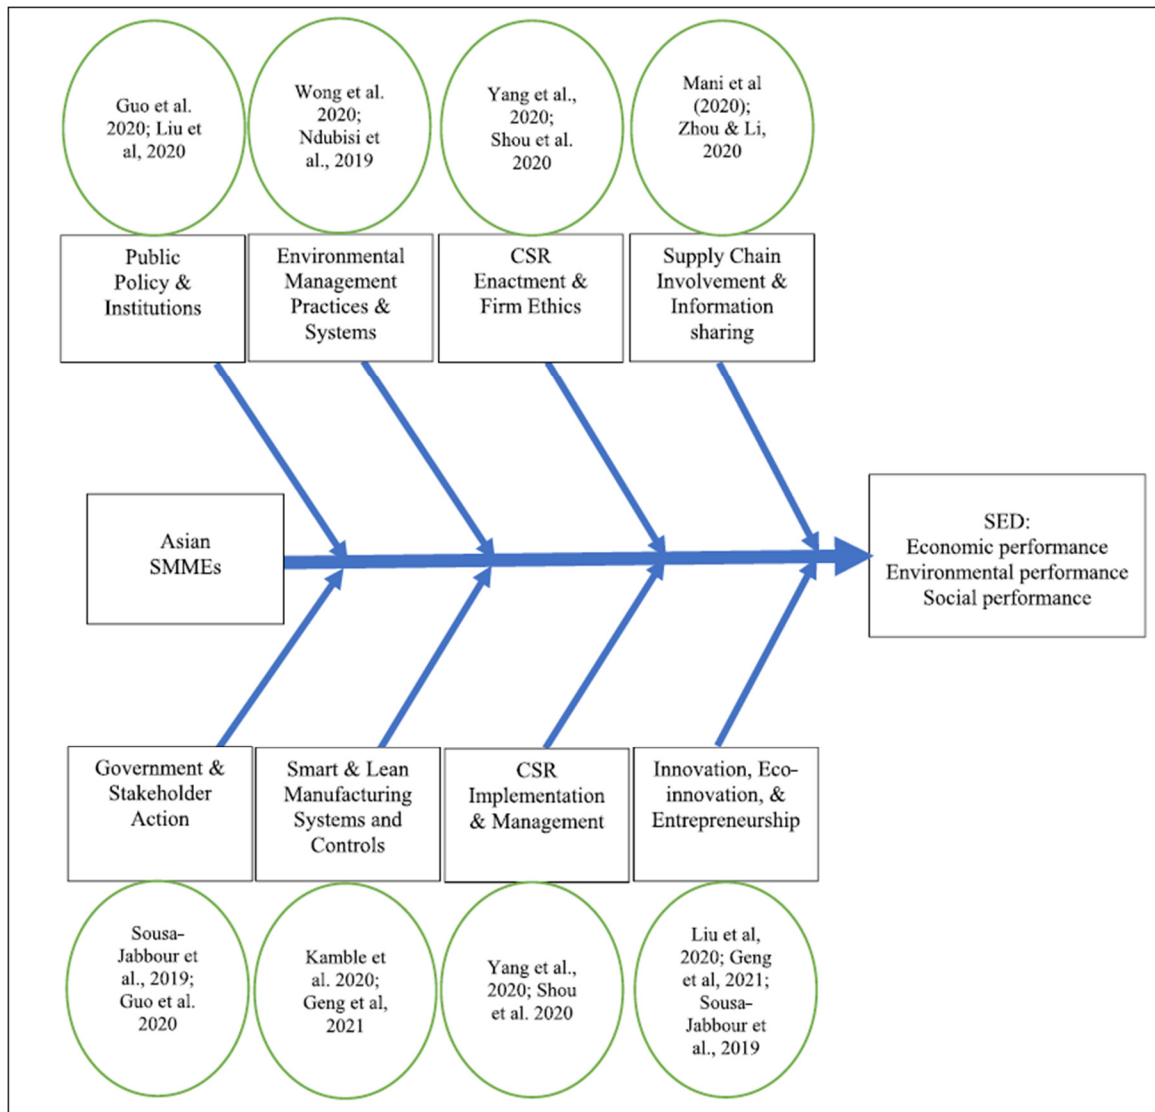 Guo et al.
2020; Liu et
al, 2020
Wong et al.
2020;
Ndubisi et
al., 2019
Yang et al.,
2020;
Shou et al.
2020
Mani et al
(2020);
Zhou & Li,
2020
Public
Policy &
Institutions
Environmental
Management
Practices &
Systems
CSR
Enactment &
Firm Ethics
Supply Chain
Involvement &
Information
sharing
Asian
SMMEs
SED:
Economic performance
Environmental performance
Social performance
Government &
Stakeholder
Action
Smart & Lean
Manufacturing
Systems and
Controls
CSR
Implementation
& Management
Innovation, Eco-
innovation, &
Entrepreneurship
Sousa-
Jabbour et
al., 2019;
Guo et al.
2020
Kamble et
al. 2020;
Geng et al,
2021
Yang et al.,
2020; Shou
et al. 2020
Liu et al,
2020; Geng
et al, 2021;
Sousa-
Jabbour et
al., 2019